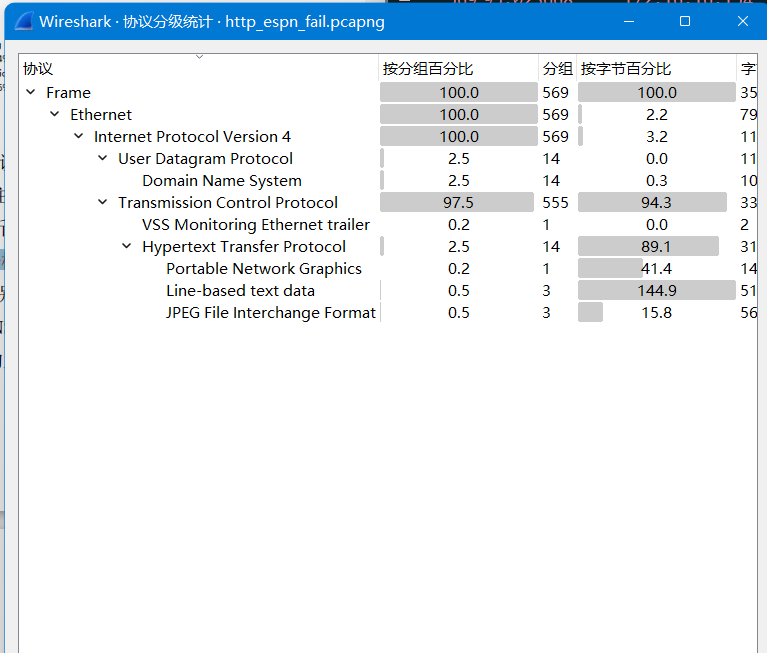 Wireshark · 协议分级统计 · http_espn_fail.pcapng
协议 按分组百分比 分组 按字节百分比 字
Frame 100.0 569 100.0 35
Ethernet 100.0 569 2.2 79
Internet Protocol Version 4 100.0 569 3.2 11
User Datagram Protocol 2.5 14 0.0 11
Domain Name System 2.5 14 0.3 10
Transmission Control Protocol 97.5 555 94.3 33
VSS Monitoring Ethernet trailer 0.2 1 0.0 2
Hypertext Transfer Protocol 2.5 14 89.1 31
Portable Network Graphics 0.2 1 41.4 14
Line-based text data 0.5 3 144.9 51
JPEG File Interchange Format 0.5 3 15.8 56